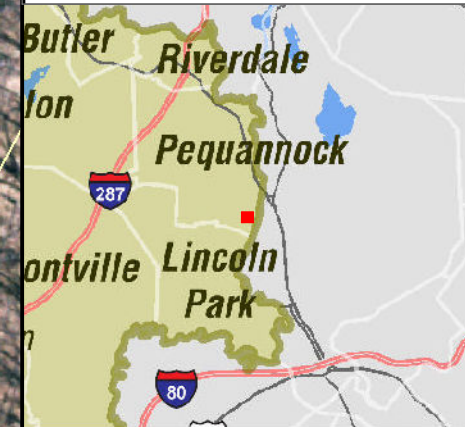 Butler
Riverdale
lon
Pequannock
287
ontville
Lincoln
Park
n
80